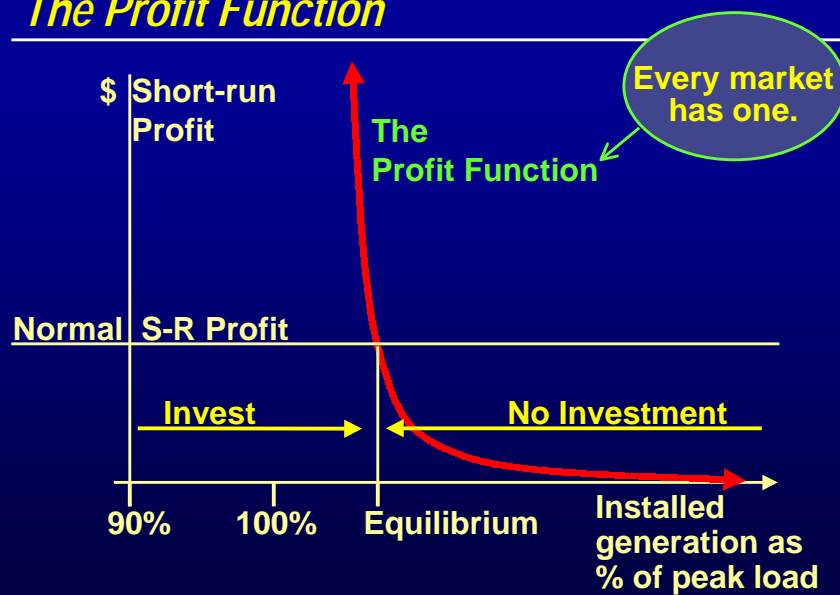 The Profit Function
Every market
has one.
$ Short-run
Profit
The
Profit Function
Normal S-R Profit
Invest
No Investment
90%
100%
Equilibrium
Installed
generation as
% of peak load